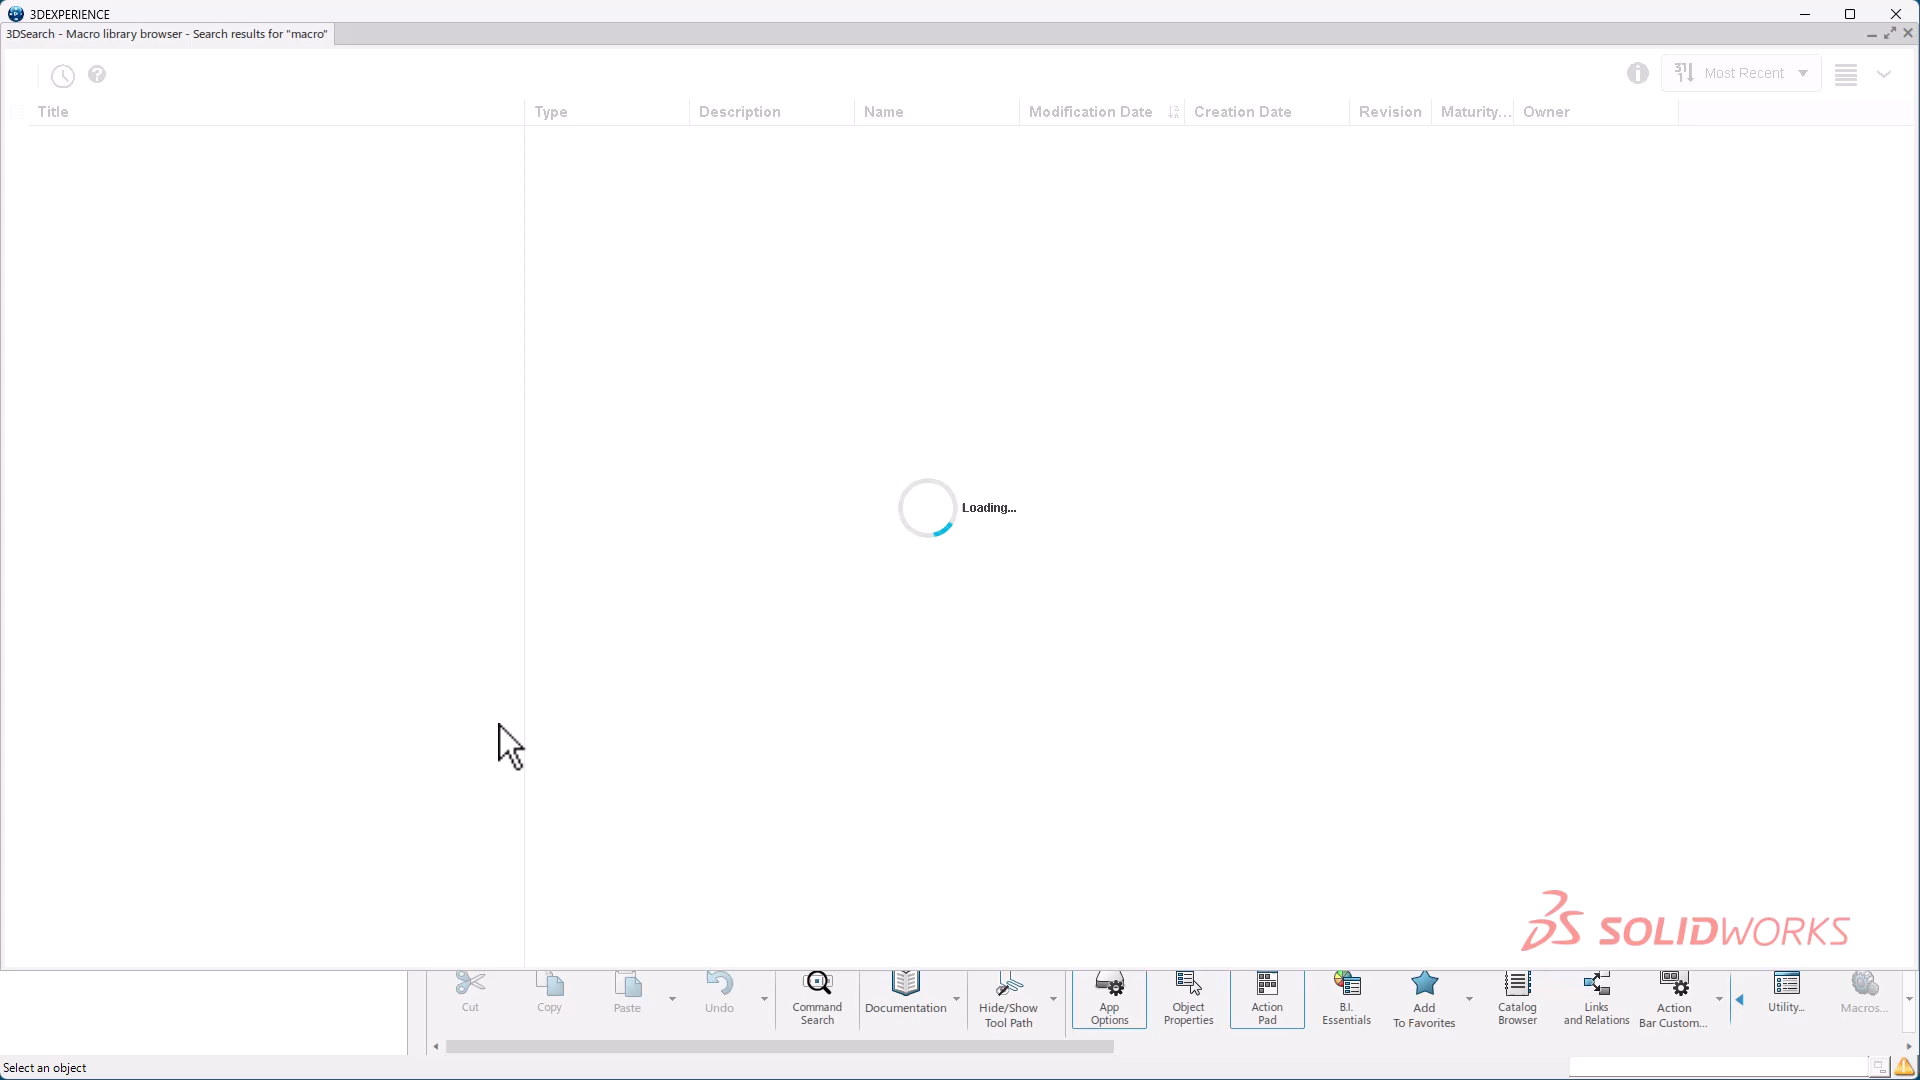 3DEXPERIENCE
3DSearch - Macro library browser - Search results for "macro"
Most Recent
Title Type Description Name Modification Date Creation Date Revision Maturity... Owner
Loading...
SOLIDWORKS
Cut Copy Paste Undo Command Search Documentation Hide/Show Tool Path App Options Object Properties Action Pad B.I. Essentials Add To Favorites Catalog Browser Links and Relations Action Bar Custom... Utility... Macros...
Select an object